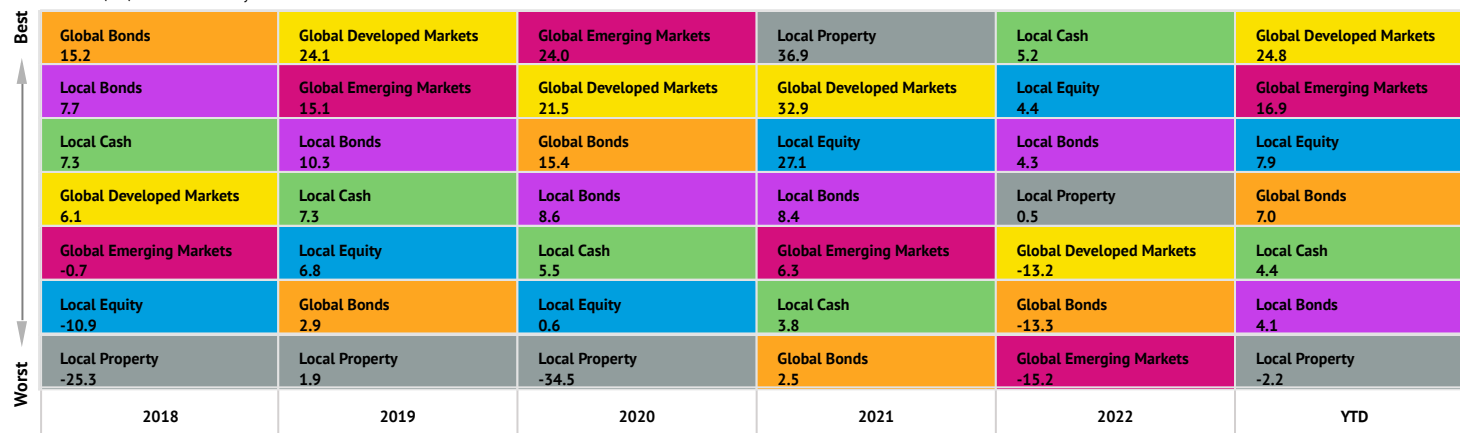 Best
Global Bonds
15.2
Global Developed Markets
24.1
Global Emerging Markets
24.0
Local Property
36.9
Local Cash
5.2
Global Developed Markets
24.8
Local Bonds
7.7
Global Emerging Markets
15.1
Global Developed Markets
21.5
Global Developed Markets
32.9
Local Equity
4.4
Global Emerging Markets
16.9
Local Cash
7.3
Local Bonds
10.3
Global Bonds
15.4
Local Equity
27.1
Local Bonds
4.3
Local Equity
7.9
Global Developed Markets
6.1
Local Cash
7.3
Local Bonds
8.6
Local Bonds
8.4
Local Property
0.5
Global Bonds
7.0
Global Emerging Markets
-0.7
Local Equity
6.8
Local Cash
5.5
Global Emerging Markets
6.3
Global Developed Markets
-13.2
Local Cash
4.4
Local Equity
-10.9
Global Bonds
2.9
Local Equity
0.6
Local Cash
3.8
Global Bonds
-13.3
Local Bonds
4.1
Worst
Local Property
-25.3
Local Property
1.9
Local Property
-34.5
Global Bonds
2.5
Global Emerging Markets
-15.2
Local Property
-2.2
2018
2019
2020
2021
2022
YTD